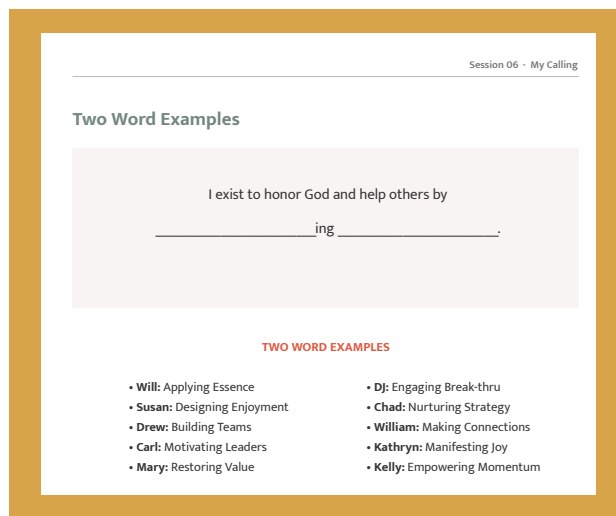 Session 06 - My Calling
Two Word Examples
I exist to honor God and help others by
______________________ing ______________________.
TWO WORD EXAMPLES
• Will: Applying Essence
• Susan: Designing Enjoyment
• Drew: Building Teams
• Carl: Motivating Leaders
• Mary: Restoring Value
• DJ: Engaging Break-thru
• Chad: Nurturing Strategy
• William: Making Connections
• Kathryn: Manifesting Joy
• Kelly: Empowering Momentum